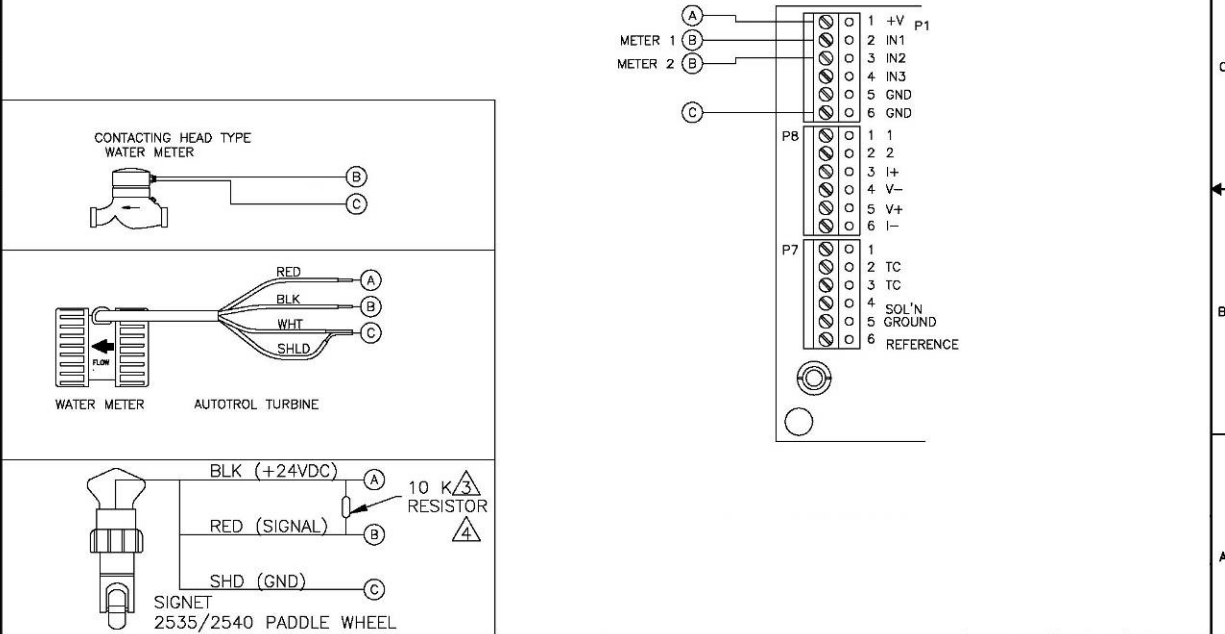 A
1 +V P1
METER 1 B
2 IN1
METER 2 B
3 IN2
4 IN3
5 GND
C
6 GND
P8
1 1
2 2
3 I+
4 V−
5 V+
6 I−
P7
1
2 TC
3 TC
4 SOL'N
5 GROUND
6 REFERENCE
CONTACTING HEAD TYPE
WATER METER
B
C
RED A
BLK B
WHT C
SHLD
FLOW
WATER METER AUTOTROL TURBINE
BLK (+24VDC) A
10 K 3
RESISTOR
RED (SIGNAL) B
4
SHD (GND) C
SIGNET
2535/2540 PADDLE WHEEL
B
A